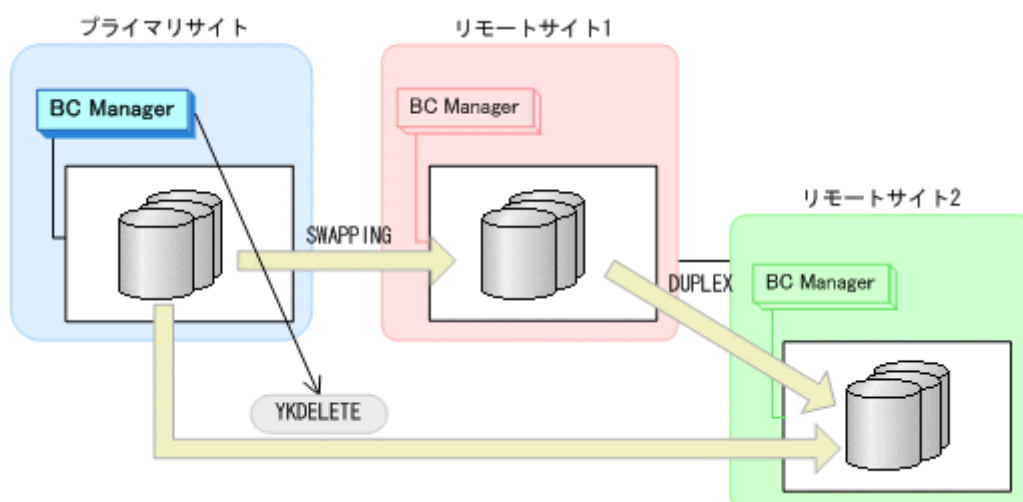 プライマリサイト
リモートサイト1
BC Manager
BC Manager
リモートサイト2
SWAPPING
DUPLEX
BC Manager
YKDELETE